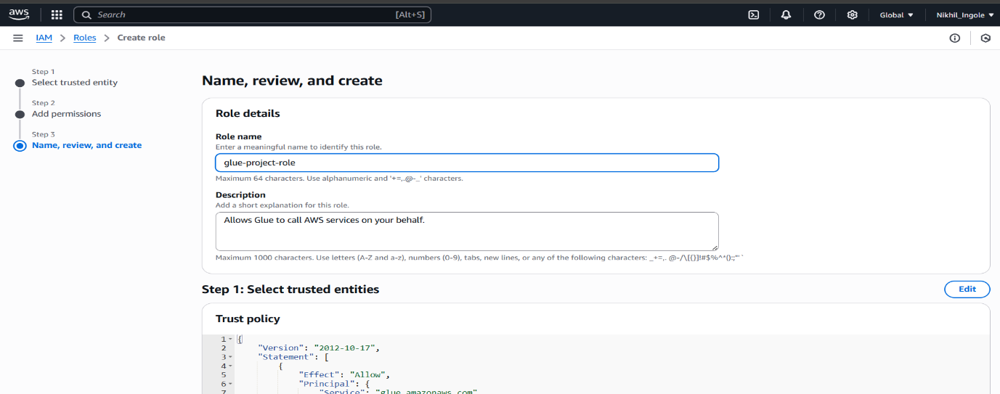 aws
Search [Alt+S]
Global Nikhil_Ingole
IAM Roles Create role
Step 1
Select trusted entity
Step 2
Add permissions
Step 3
Name, review, and create
Name, review, and create
Role details
Role name
Enter a meaningful name to identify this role.
glue-project-role
Maximum 64 characters. Use alphanumeric and '+=,.@-_' characters.
Description
Add a short explanation for this role.
Allows Glue to call AWS services on your behalf.
Maximum 1000 characters. Use letters (A-Z and a-z), numbers (0-9), tabs, new lines, or any of the following characters: _+=,. @-/\[{}]!#$%^*();:"'`
Step 1: Select trusted entities
Edit
Trust policy
1 {
2 "Version": "2012-10-17",
3 "Statement": [
4 {
5 "Effect": "Allow",
6 "Principal": {
7 "Service": "glue.amazonaws.com"